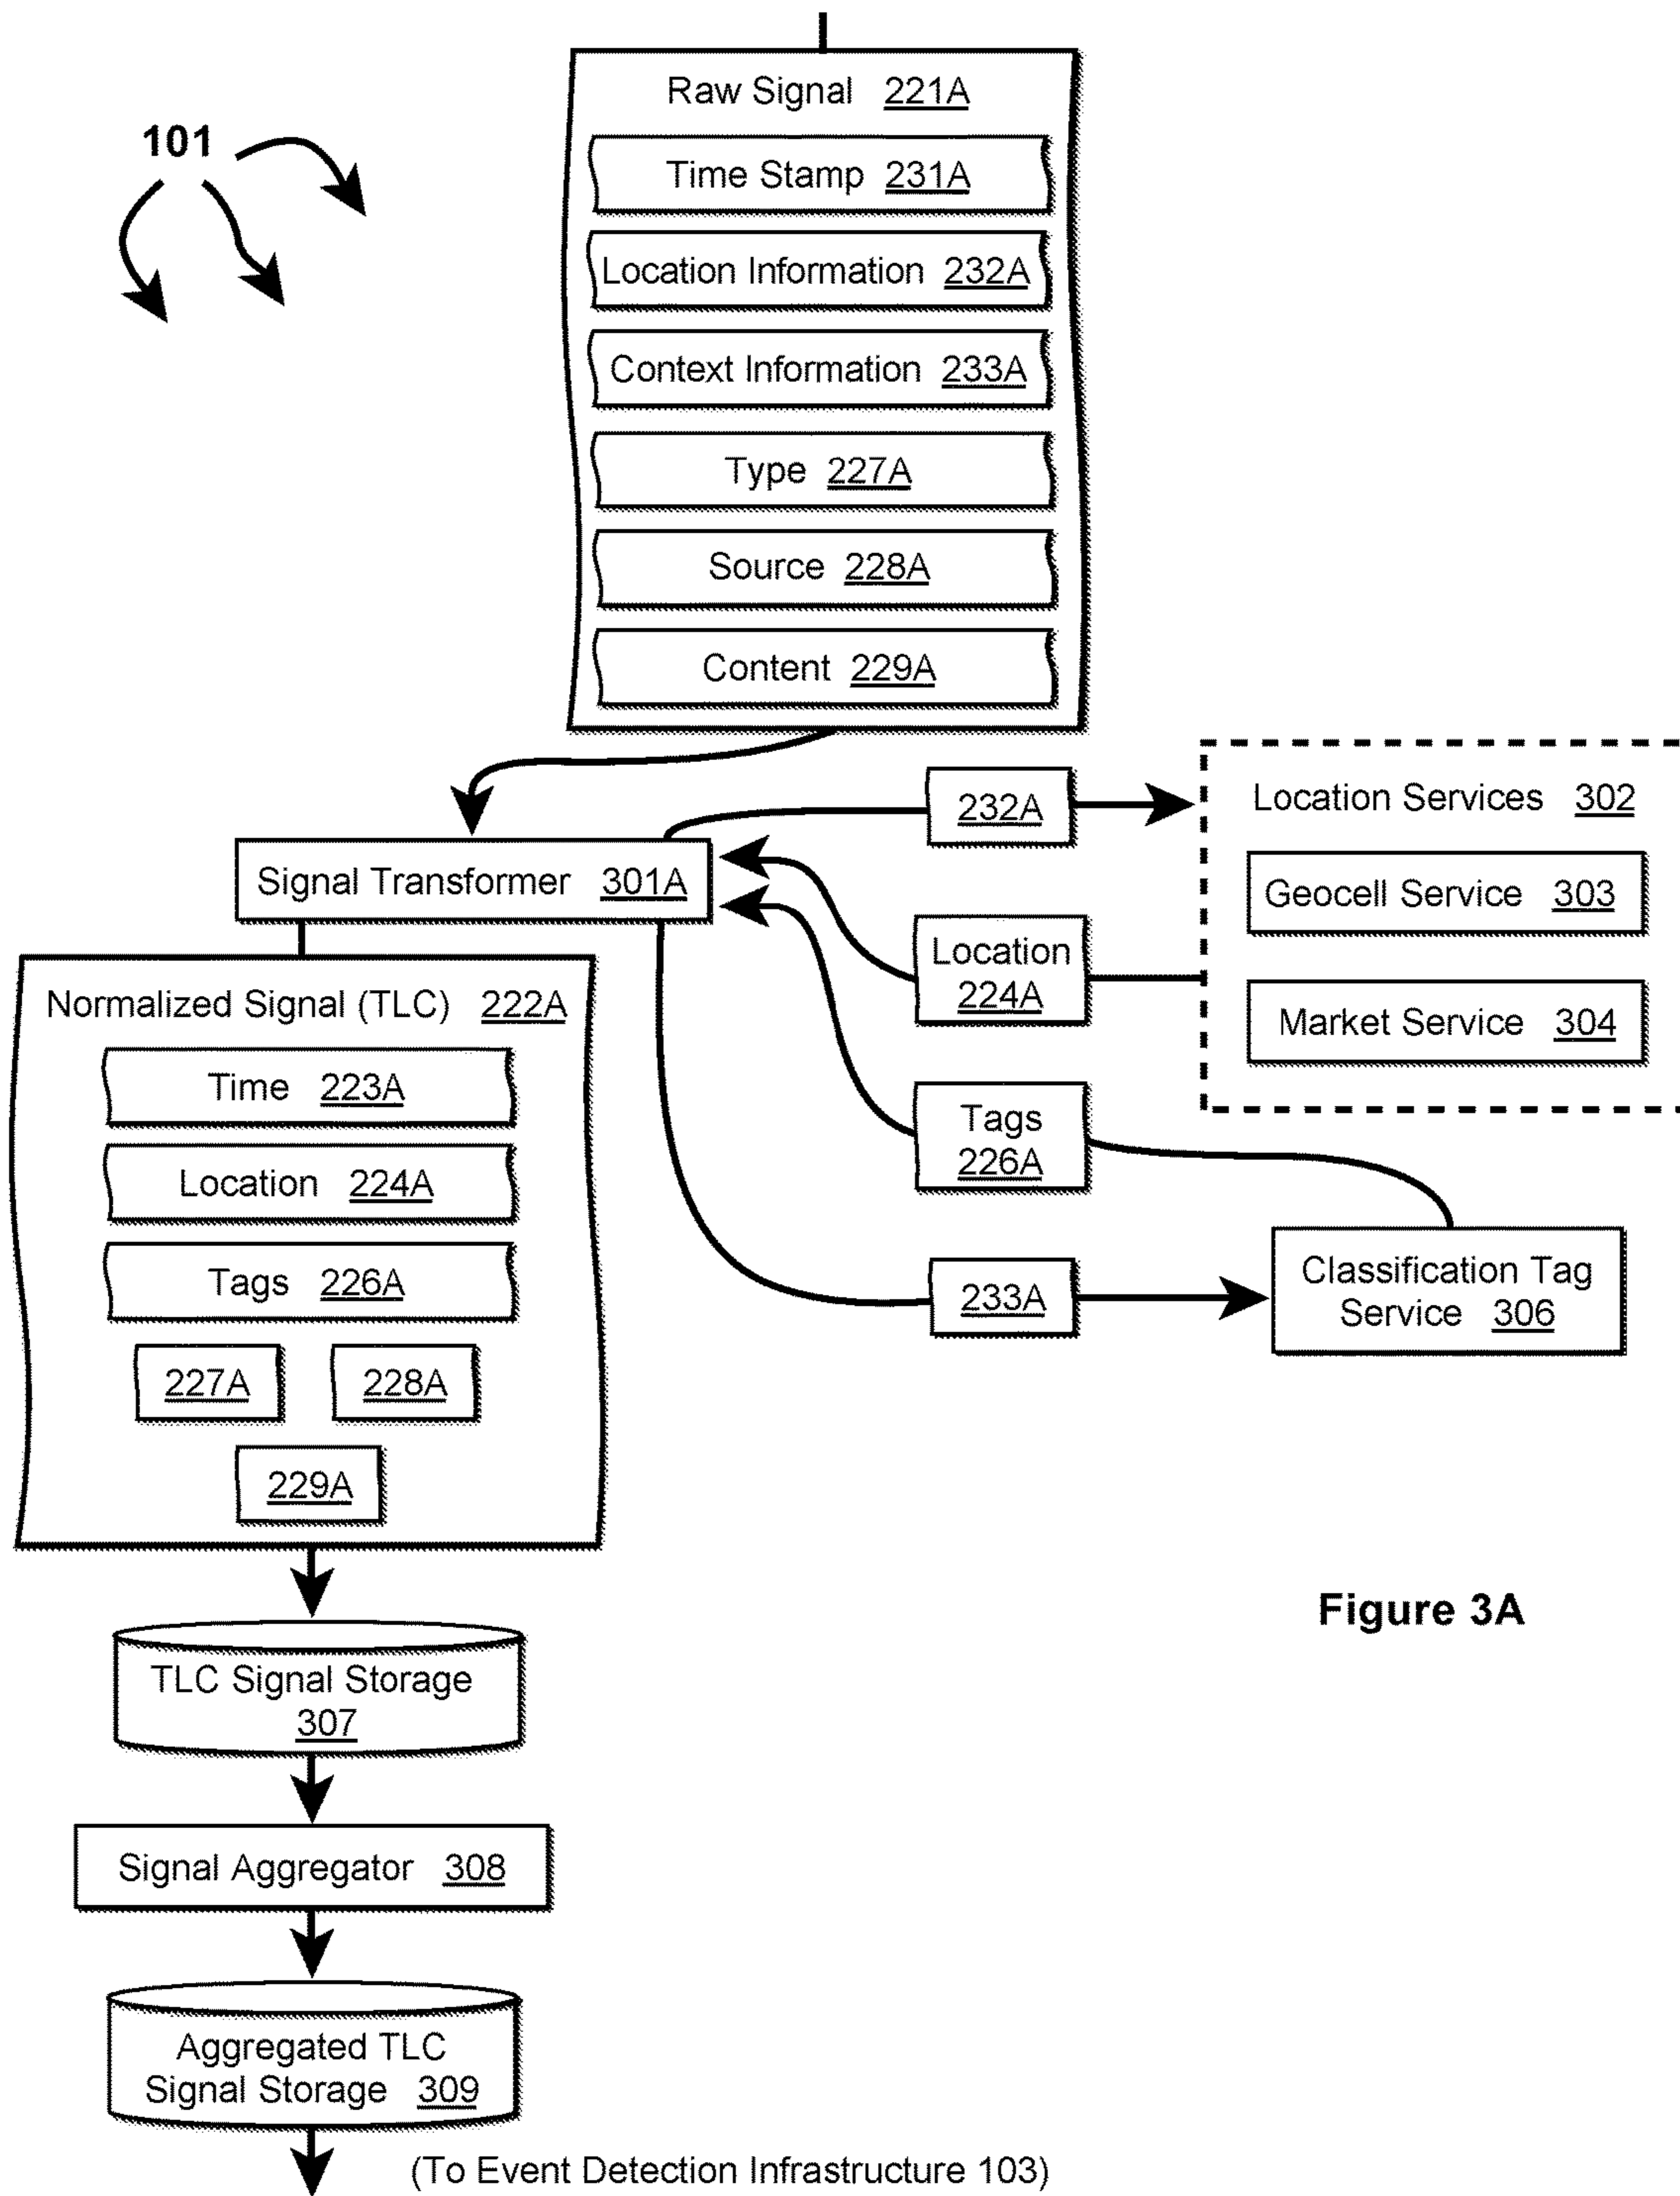 Raw Signal 221A
101
Time Stamp 231A
Location Information 232A
Context Information 233A
Type 227A
Source 228A
Content 229A
232A
Location Services 302
Geocell Service 303
Market Service 304
Signal Transformer 301A
Location
224A
Tags
226A
233A
Classification Tag
Service 306
Normalized Signal (TLC) 222A
Time 223A
Location 224A
Tags 226A
227A 228A
229A
Figure 3A
TLC Signal Storage
307
Signal Aggregator 308
Aggregated TLC
Signal Storage 309
(To Event Detection Infrastructure 103)